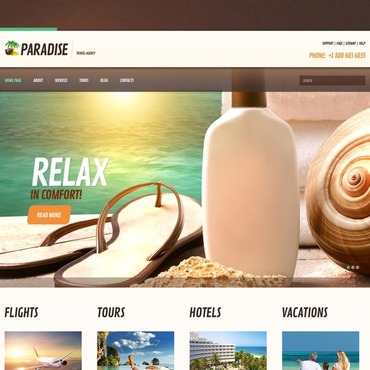 SUPPORT | FAQ | SITEMAP | HELP
PARADISE
TRAVEL AGENCY
PHONE: +1 800 603 6035
HOME PAGE ABOUT SERVICES TOURS BLOG CONTACTS
SEARCH
RELAX
IN COMFORT!
READ MORE
FLIGHTS TOURS HOTELS VACATIONS